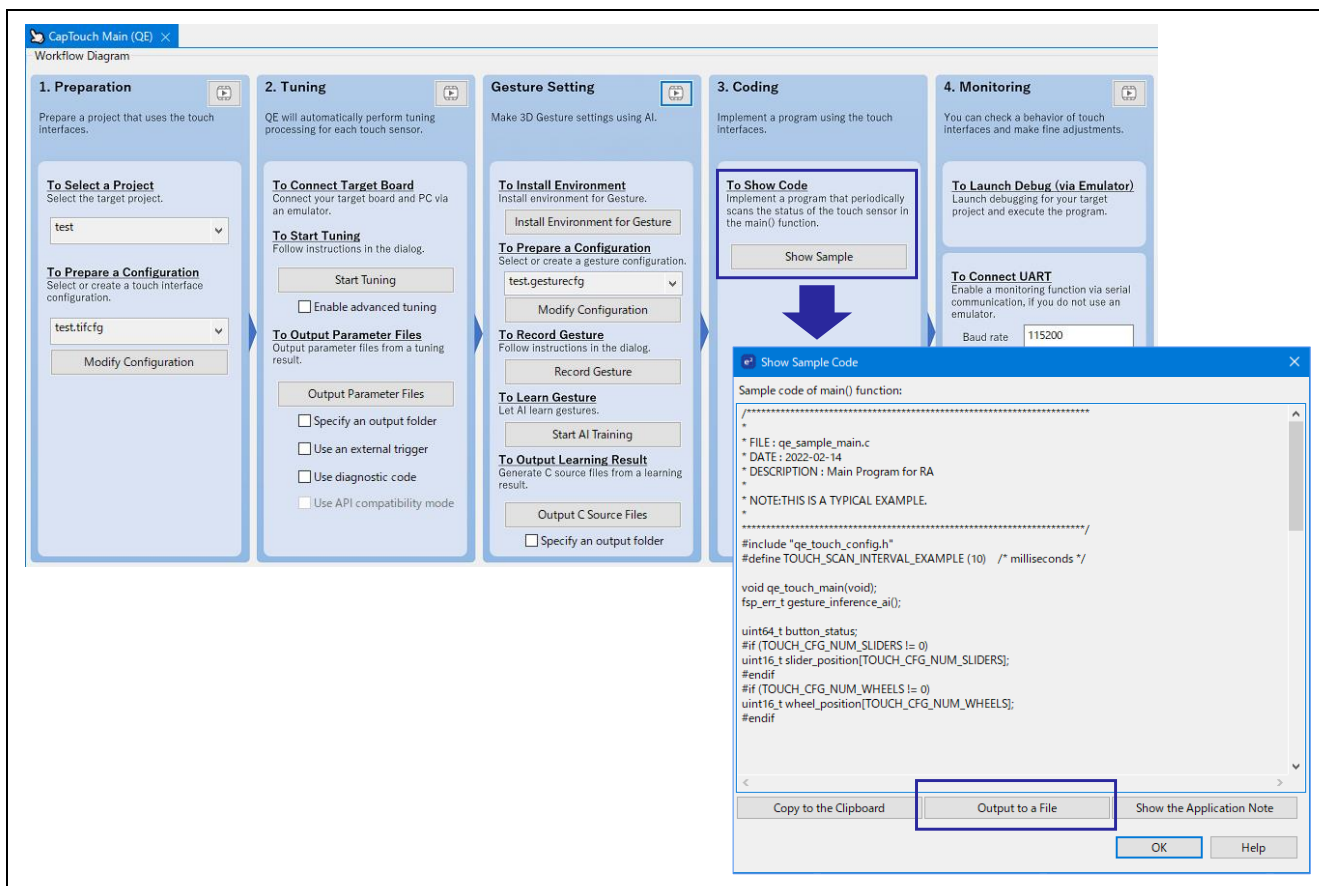 CapTouch Main (QE)
Workflow Diagram
1. Preparation
Prepare a project that uses the touch
interfaces.
To Select a Project
Select the target project.
test
To Prepare a Configuration
Select or create a touch interface
configuration.
test.tifcfg
Modify Configuration
2. Tuning
QE will automatically perform tuning
processing for each touch sensor.
To Connect Target Board
Connect your target board and PC via
an emulator.
To Start Tuning
Follow instructions in the dialog.
Start Tuning
Enable advanced tuning
To Output Parameter Files
Output parameter files from a tuning
result.
Output Parameter Files
Specify an output folder
Use an external trigger
Use diagnostic code
Use API compatibility mode
Gesture Setting
Make 3D Gesture settings using AI.
To Install Environment
Install environment for Gesture.
Install Environment for Gesture
To Prepare a Configuration
Select or create a gesture configuration.
test.gesturecfg
Modify Configuration
To Record Gesture
Follow instructions in the dialog.
Record Gesture
To Learn Gesture
Let AI learn gestures.
Start AI Training
To Output Learning Result
Generate C source files from a learning
result.
Output C Source Files
Specify an output folder
3. Coding
Implement a program using the touch
interfaces.
To Show Code
Implement a program that periodically
scans the status of the touch sensor in
the main() function.
Show Sample
4. Monitoring
You can check a behavior of touch
interfaces and make fine adjustments.
To Launch Debug (via Emulator)
Launch debugging for your target
project and execute the program.
To Connect UART
Enable a monitoring function via serial
communication, if you do not use an
emulator.
Baud rate 115200
e² Show Sample Code
Sample code of main() function:
/***********************************************************************
*
* FILE : qe_sample_main.c
* DATE : 2022-02-14
* DESCRIPTION : Main Program for RA
*
* NOTE:THIS IS A TYPICAL EXAMPLE.
*
***********************************************************************/
#include "qe_touch_config.h"
#define TOUCH_SCAN_INTERVAL_EXAMPLE (10) /* milliseconds */
void qe_touch_main(void);
fsp_err_t gesture_inference_ai();
uint64_t button_status;
#if (TOUCH_CFG_NUM_SLIDERS != 0)
uint16_t slider_position[TOUCH_CFG_NUM_SLIDERS];
#endif
#if (TOUCH_CFG_NUM_WHEELS != 0)
uint16_t wheel_position[TOUCH_CFG_NUM_WHEELS];
#endif
Copy to the Clipboard
Output to a File
Show the Application Note
OK
Help